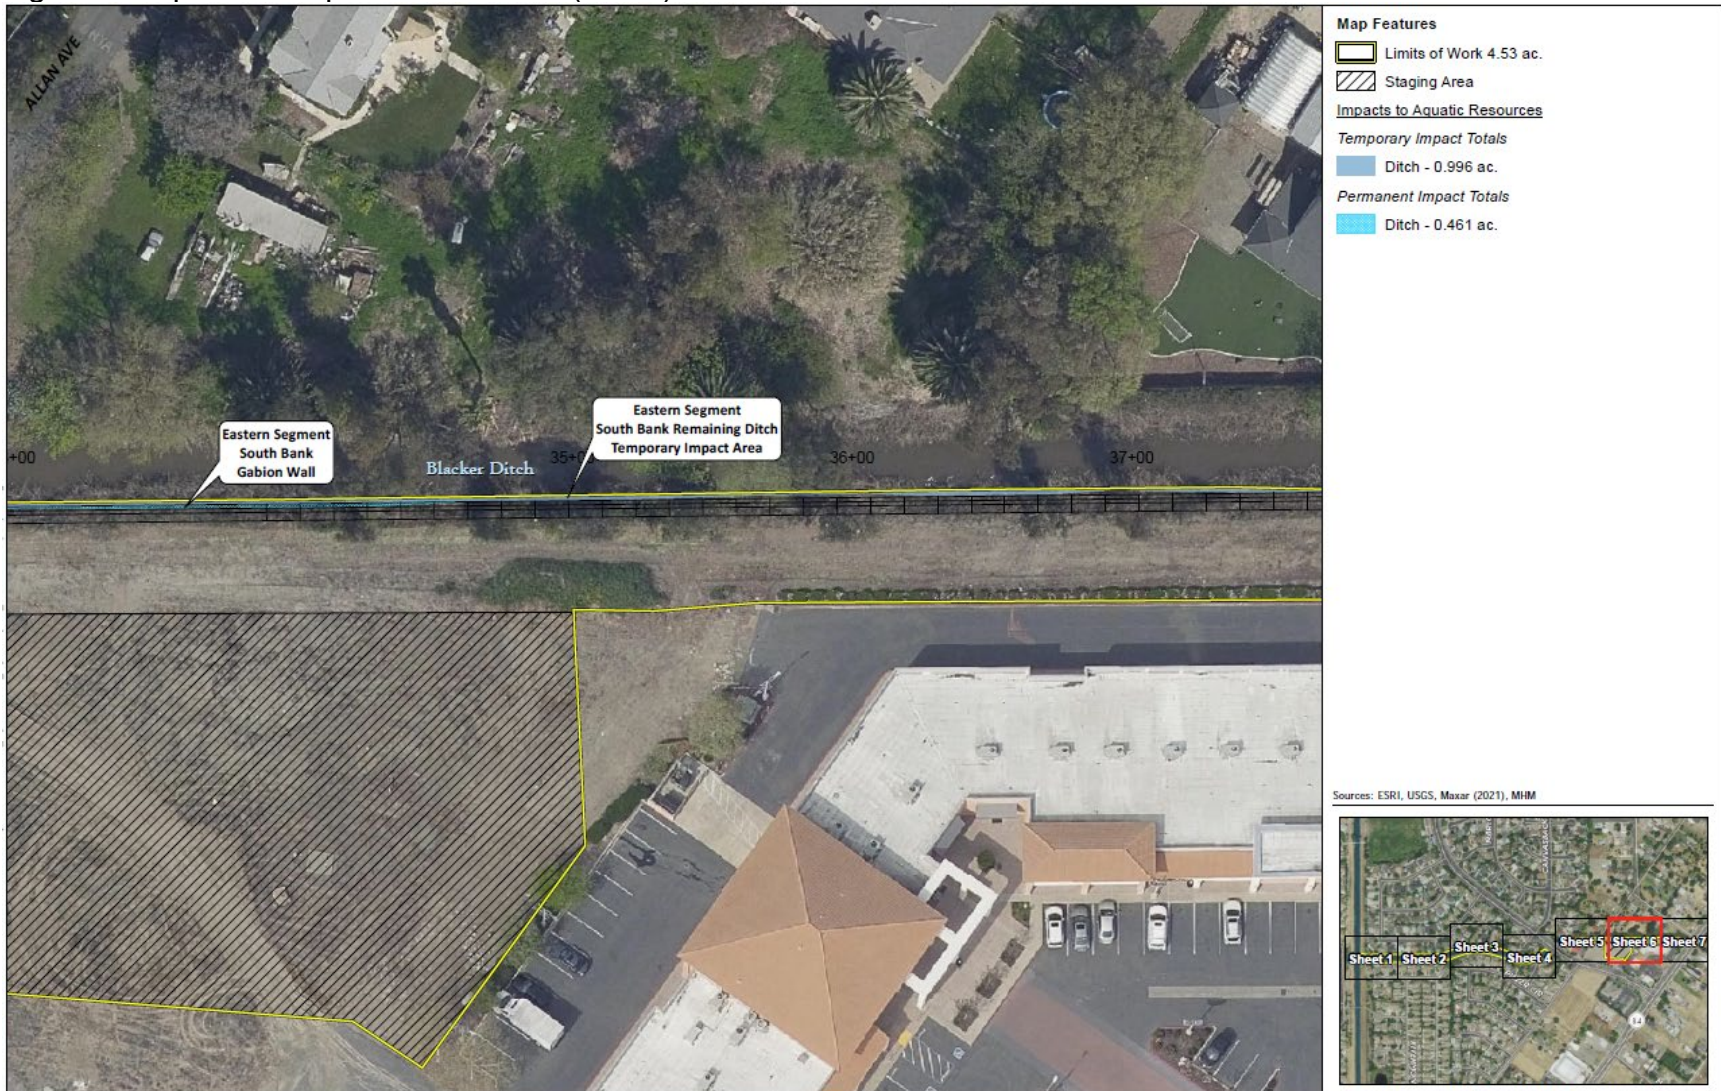 ALLAN AVE
Eastern Segment
South Bank
Gabion Wall
Eastern Segment
South Bank Remaining Ditch
Temporary Impact Area
+00
Blacker Ditch
35+00
36+00
37+00
Map Features
Limits of Work 4.53 ac.
Staging Area
Impacts to Aquatic Resources
Temporary Impact Totals
Ditch - 0.996 ac.
Permanent Impact Totals
Ditch - 0.461 ac.
Sources: ESRI, USGS, Maxar (2021), MHM
Sheet 1
Sheet 2
Sheet 3
Sheet 4
Sheet 5
Sheet 6
Sheet 7